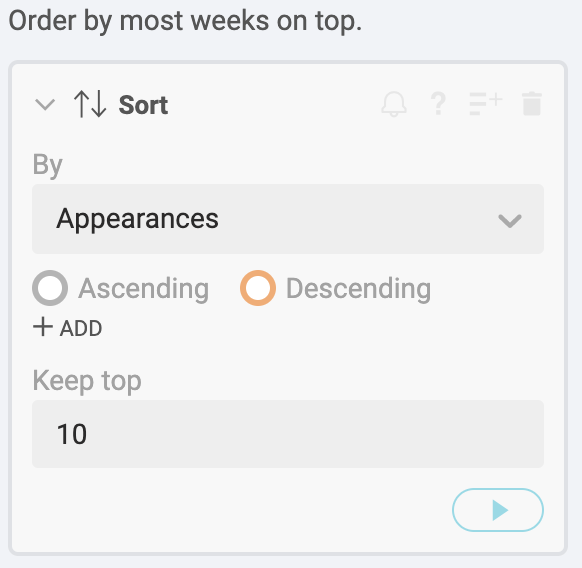 Order by most weeks on top.
Sort
?
By
Appearances
Ascending Descending
+ ADD
Keep top
10